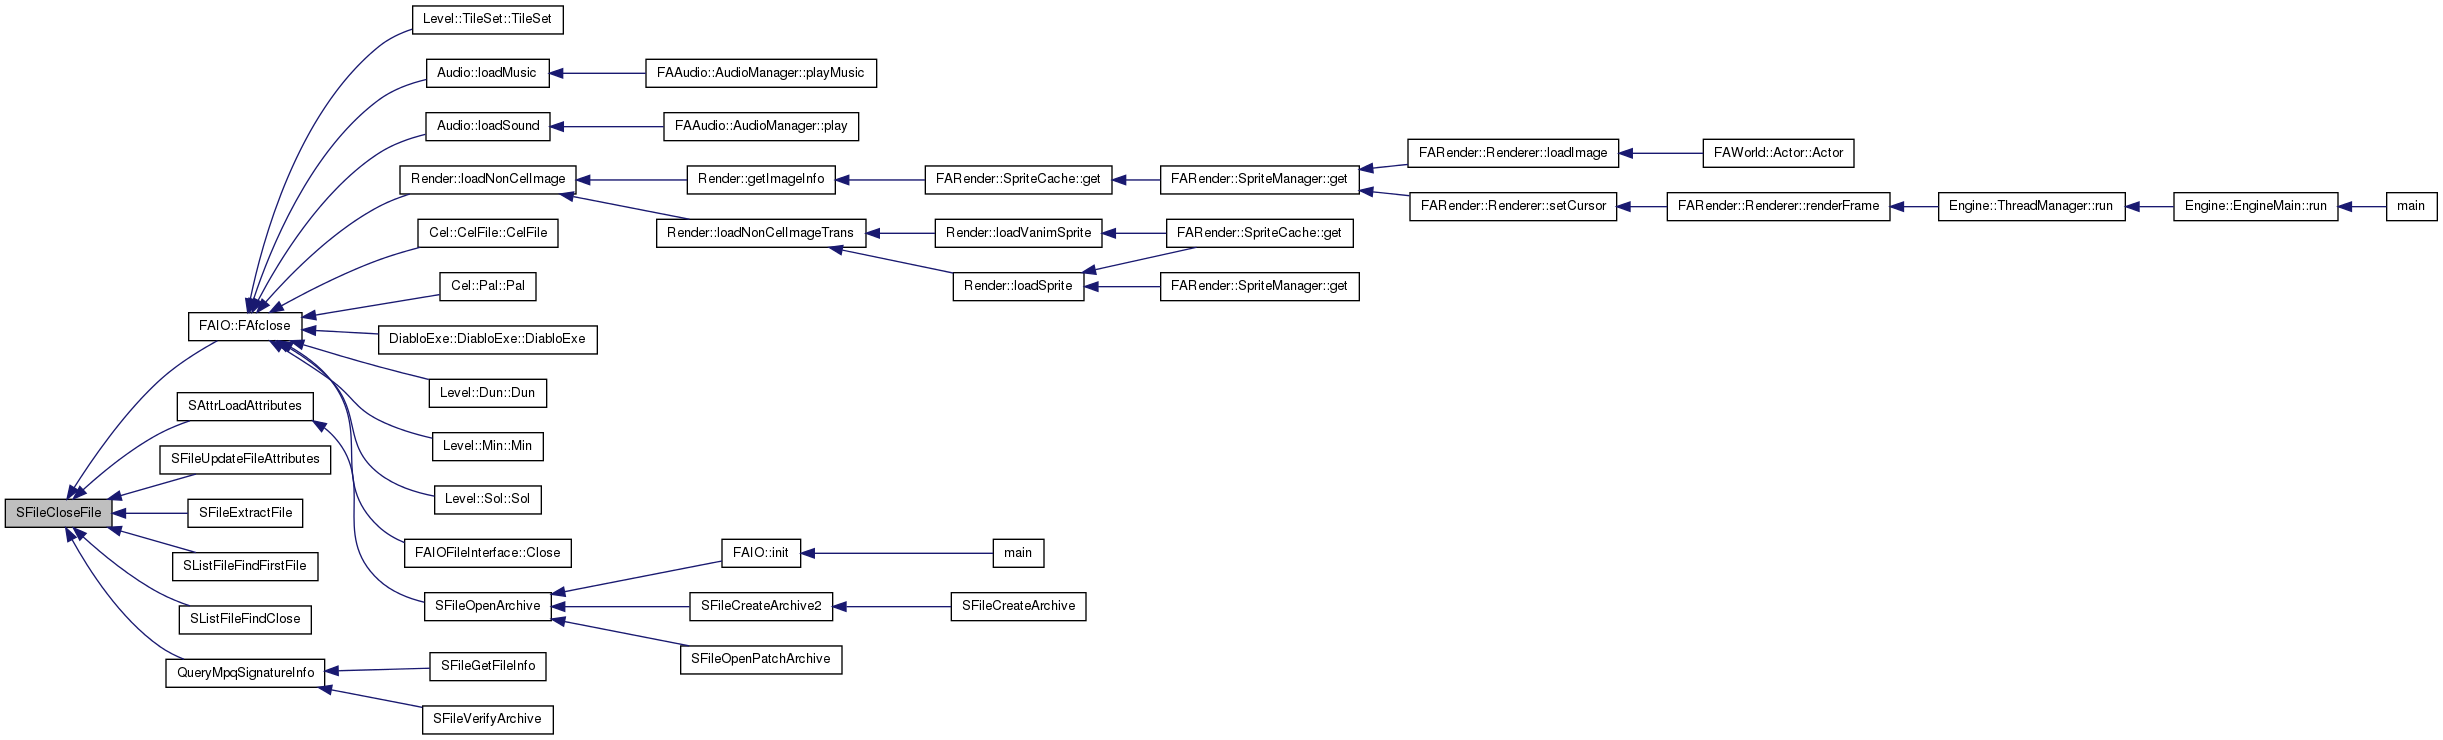 Level::TileSet::TileSet
Audio::loadMusic
FAAudio::AudioManager::playMusic
Audio::loadSound
FAAudio::AudioManager::play
FARender::Renderer::loadImage
FAWorld::Actor::Actor
Render::loadNonCelImage
Render::getImageInfo
FARender::SpriteCache::get
FARender::SpriteManager::get
FARender::Renderer::setCursor
FARender::Renderer::renderFrame
Engine::ThreadManager::run
Engine::EngineMain::run
main
Cel::CelFile::CelFile
Render::loadNonCelImageTrans
Render::loadVanimSprite
FARender::SpriteCache::get
Cel::Pal::Pal
Render::loadSprite
FARender::SpriteManager::get
FAIO::FAfclose
DiabloExe::DiabloExe::DiabloExe
Level::Dun::Dun
SAttrLoadAttributes
Level::Min::Min
SFileUpdateFileAttributes
Level::Sol::Sol
SFileCloseFile
SFileExtractFile
FAIOFileInterface::Close
FAIO::init
main
SListFileFindFirstFile
SFileOpenArchive
SFileCreateArchive2
SFileCreateArchive
SListFileFindClose
SFileOpenPatchArchive
QueryMpqSignatureInfo
SFileGetFileInfo
SFileVerifyArchive